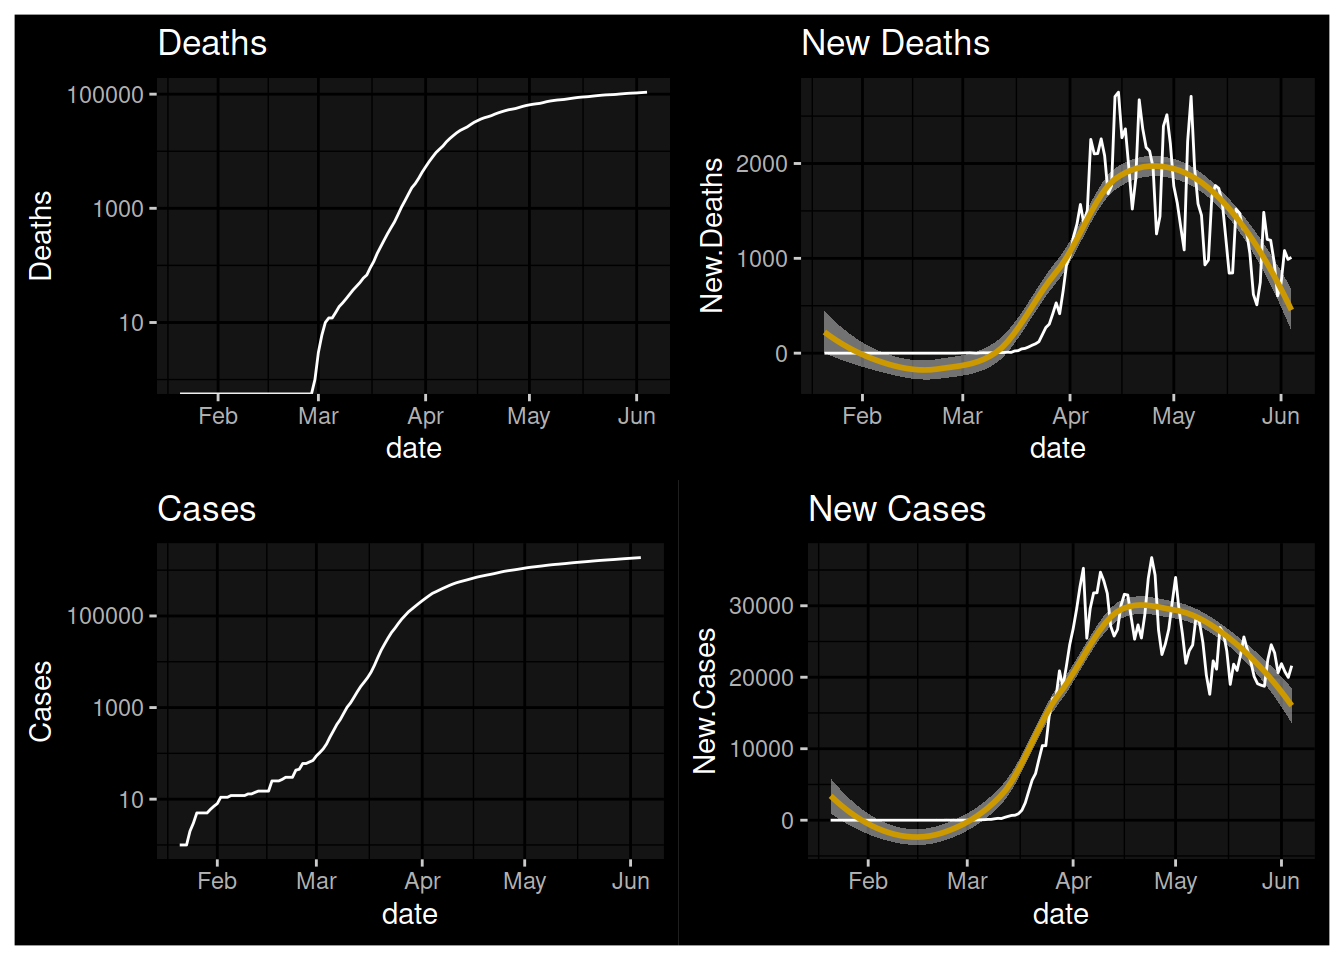 Deaths
Deaths
100000
1000
10
Feb Mar Apr May Jun
date
New Deaths
New.Deaths
2000
1000
0
Feb Mar Apr May Jun
date
Cases
Cases
100000
1000
10
Feb Mar Apr May Jun
date
New Cases
New.Cases
30000
20000
10000
0
Feb Mar Apr May Jun
date